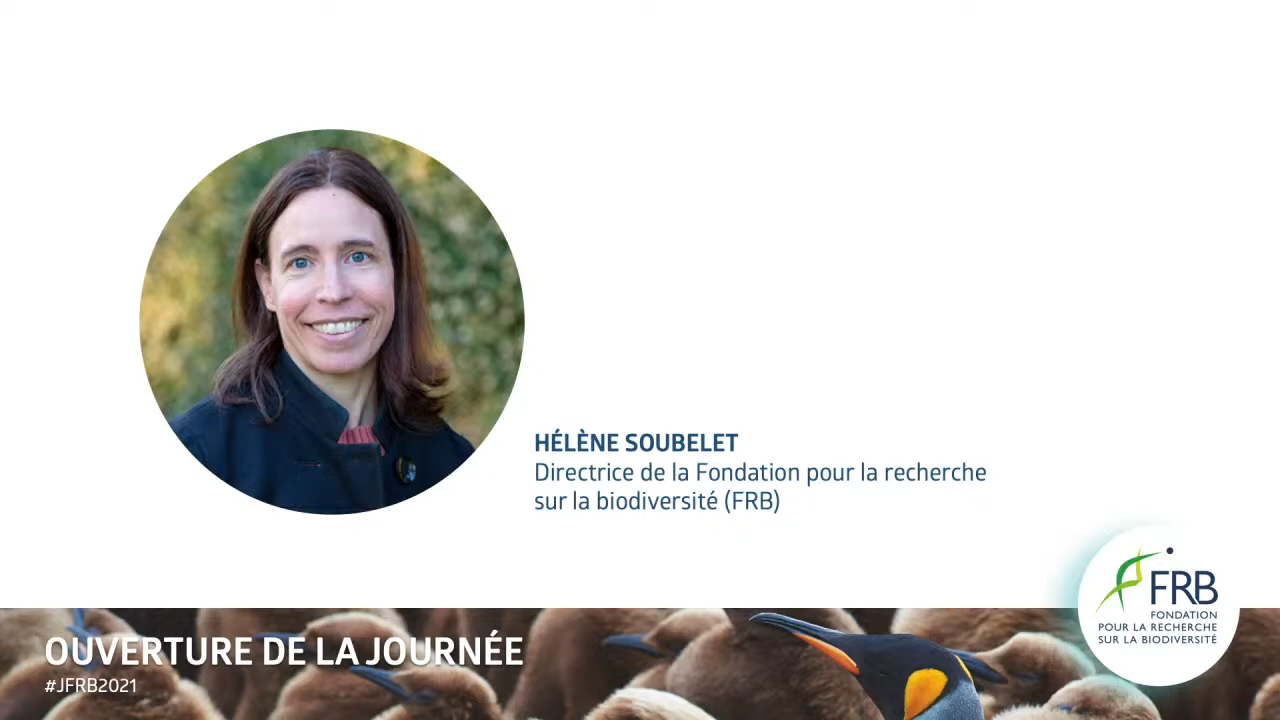 HÉLÈNE SOUBELET
Directrice de la Fondation pour la recherche
sur la biodiversité (FRB)
FRB
FONDATION
POUR LA RECHERCHE
SUR LA BIODIVERSITÉ
OUVERTURE DE LA JOURNÉE
#JFRB2021